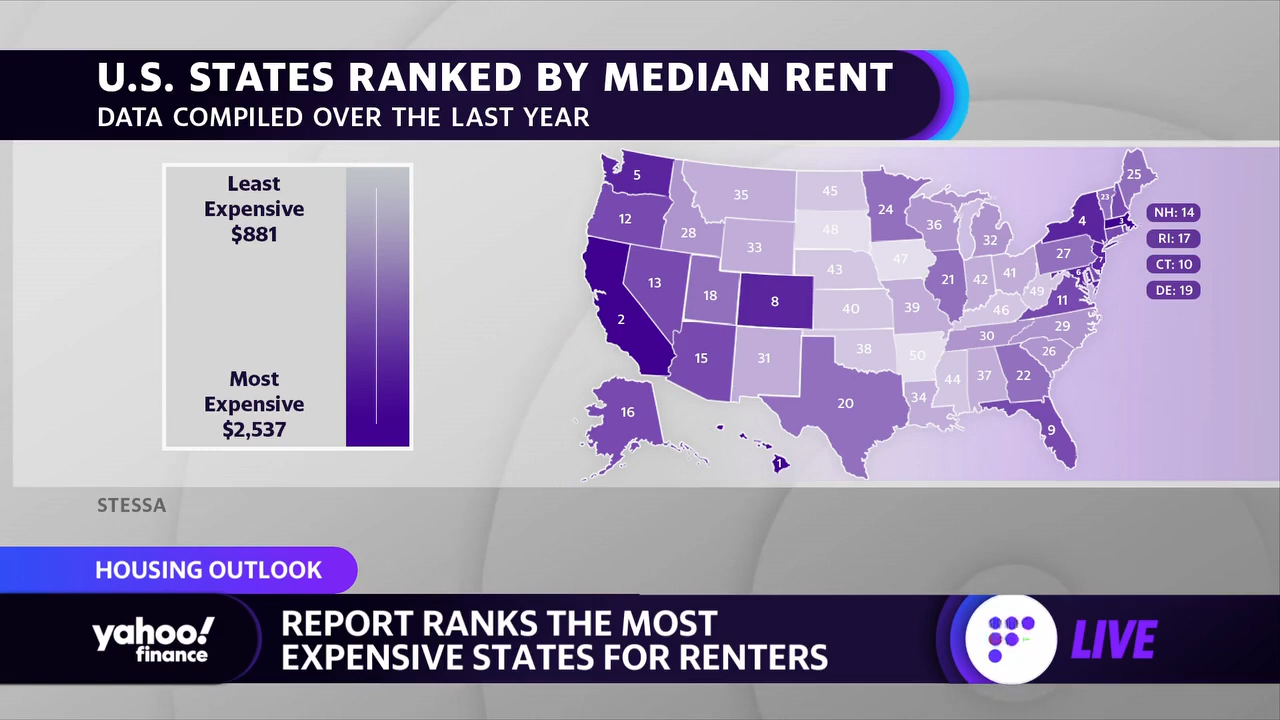 U.S. STATES RANKED BY MEDIAN RENT
DATA COMPILED OVER THE LAST YEAR
Least
Expensive
$881
Most
Expensive
$2,537
5
12
2
13
28
35
33
18
8
15
31
16
1
45
48
43
40
38
20
24
47
39
50
34
36
21
32
42
41
46
30
44
37
22
9
49
27
11
29
26
4
23
25
3
NH: 14
RI: 17
CT: 10
DE: 19
STESSA
HOUSING OUTLOOK
yahoo!
finance
REPORT RANKS THE MOST
EXPENSIVE STATES FOR RENTERS
LIVE